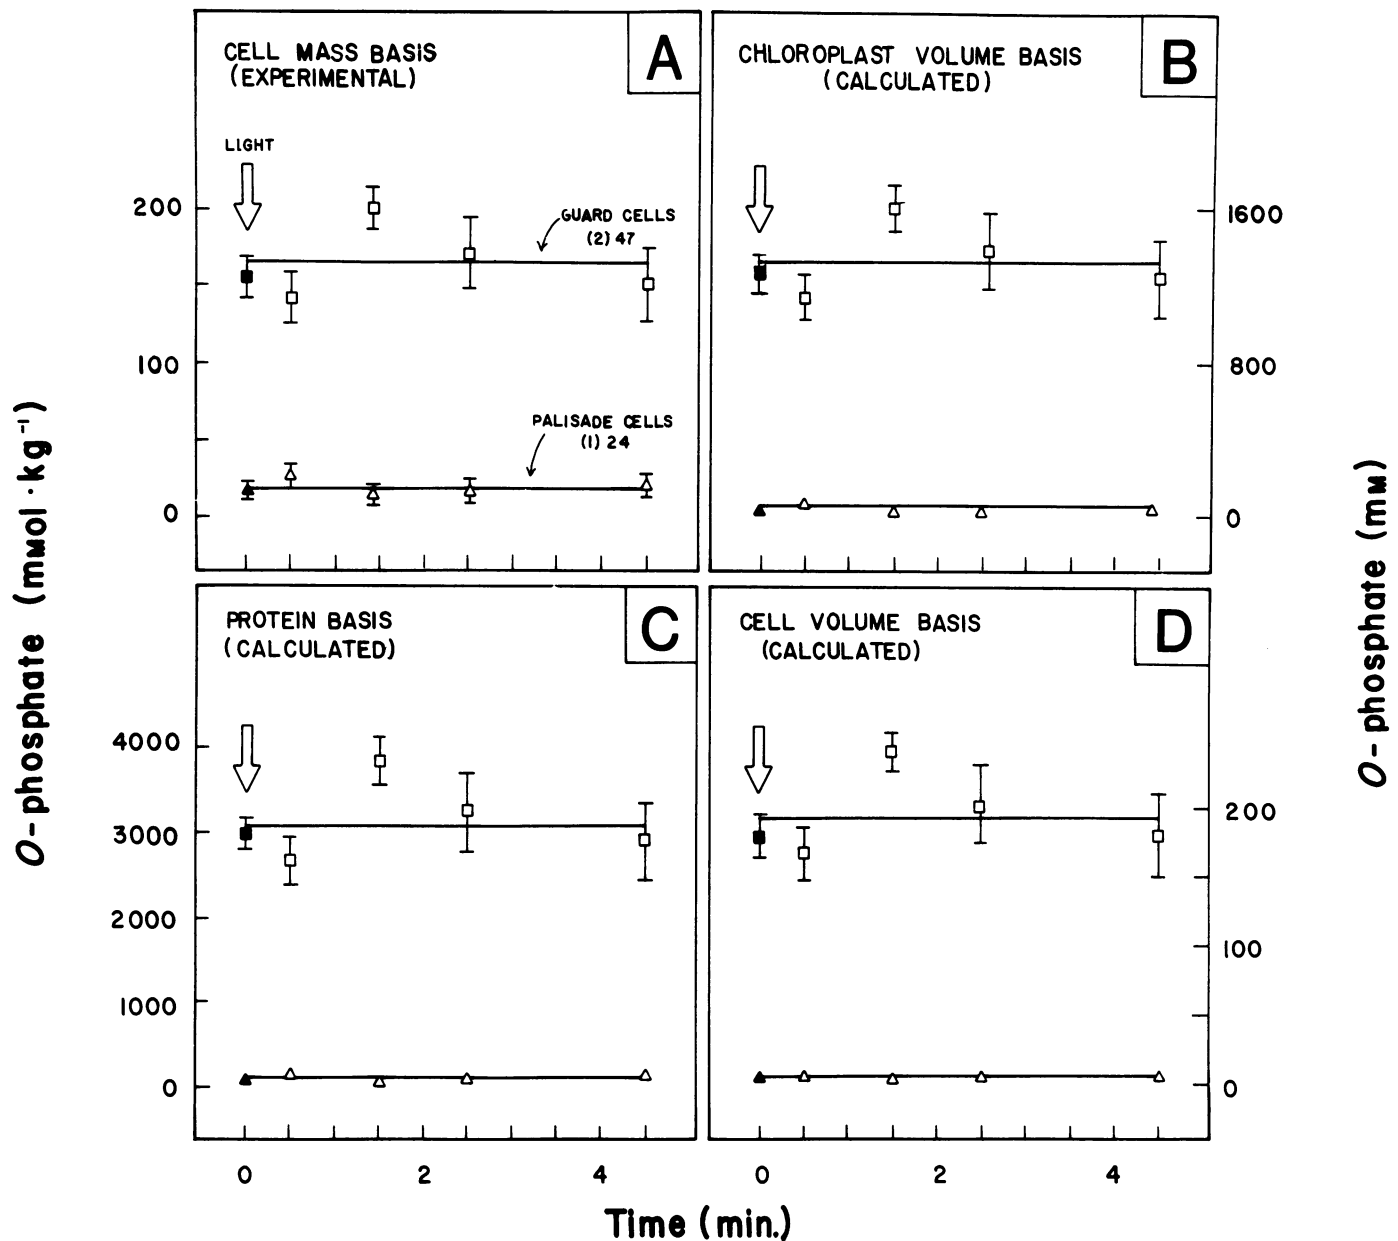 CELL MASS BASIS
(EXPERIMENTAL)
A
LIGHT
GUARD CELLS
(2) 47
PALISADE CELLS
(1) 24
200
100
0
CHLOROPLAST VOLUME BASIS
(CALCULATED)
B
1600
800
0
PROTEIN BASIS
(CALCULATED)
C
4000
3000
2000
1000
0
CELL VOLUME BASIS
(CALCULATED)
D
200
100
0
0 2 4
0 2 4
Time (min.)
O-phosphate (mmol·kg⁻¹)
O-phosphate (mM)